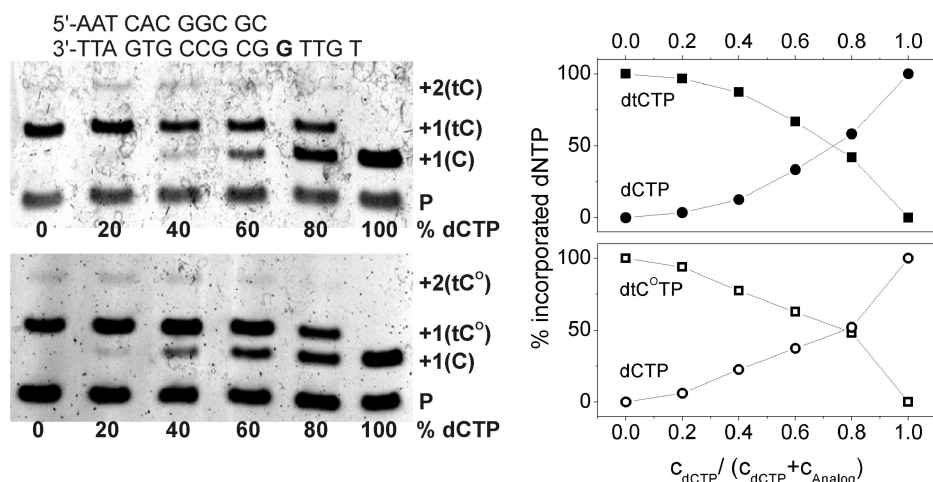 5'-AAT CAC GGC GC
3'-TTA GTG CCG CG G TTG T
+2(tC)
+1(tC)
+1(C)
P
0 20 40 60 80 100 % dCTP
+2(tC°)
+1(tC°)
+1(C)
P
0 20 40 60 80 100 % dCTP
% incorporated dNTP
0.0 0.2 0.4 0.6 0.8 1.0
100
dtCTP
50
dCTP
0
100
dtC°TP
50
dCTP
0
0.0 0.2 0.4 0.6 0.8 1.0
cdCTP/ (cdCTP+cAnalog)